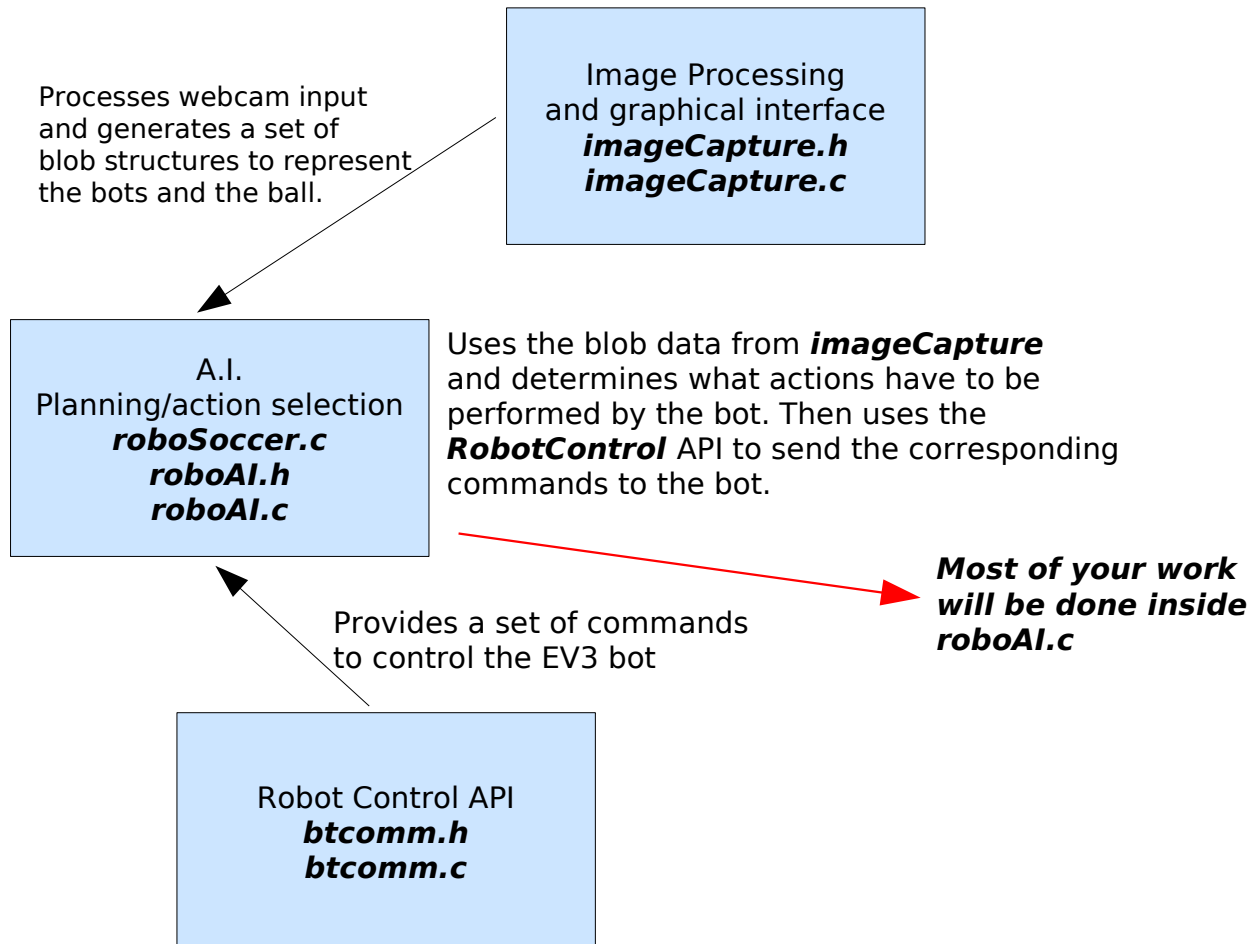 Image Processing
and graphical interface
imageCapture.h
imageCapture.c
Processes webcam input
and generates a set of
blob structures to represent
the bots and the ball.
A.I.
Planning/action selection
roboSoccer.c
roboAI.h
roboAI.c
Uses the blob data from imageCapture
and determines what actions have to be
performed by the bot. Then uses the
RobotControl API to send the corresponding
commands to the bot.
Most of your work
will be done inside
roboAI.c
Provides a set of commands
to control the EV3 bot
Robot Control API
btcomm.h
btcomm.c